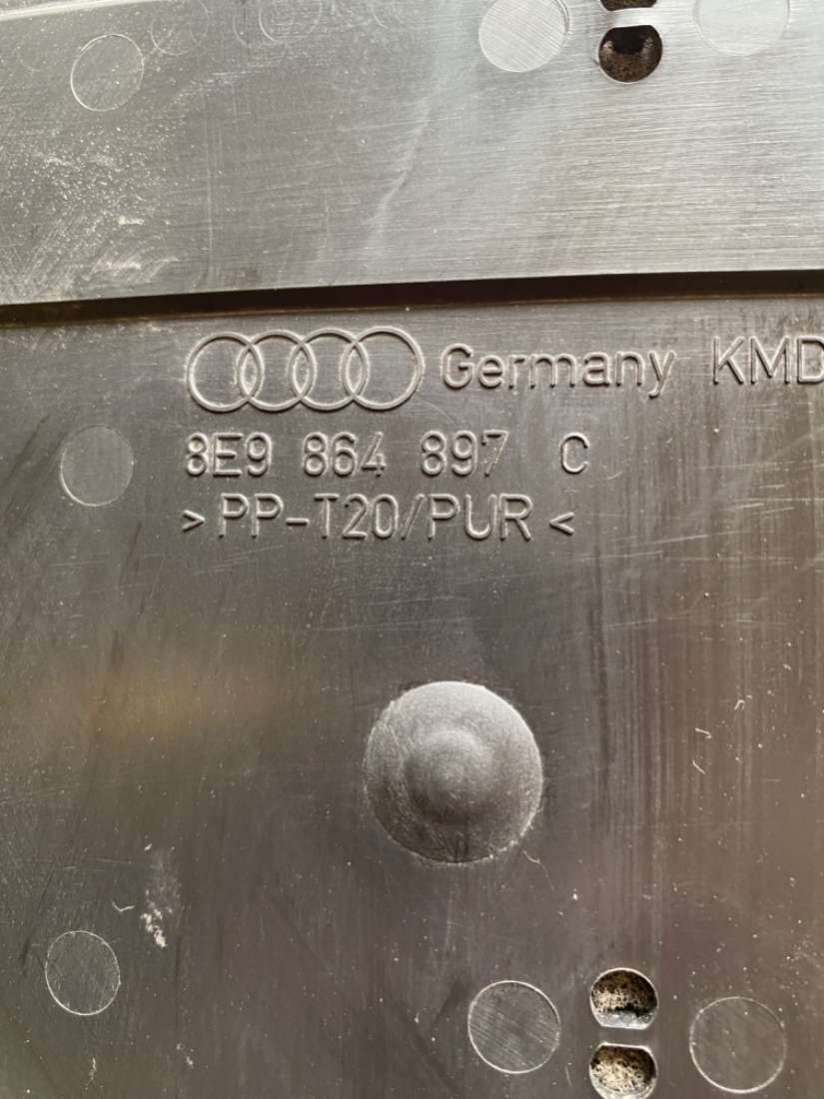 Germany KMD
8E9 864 897 C
>PP-T20/PUR<